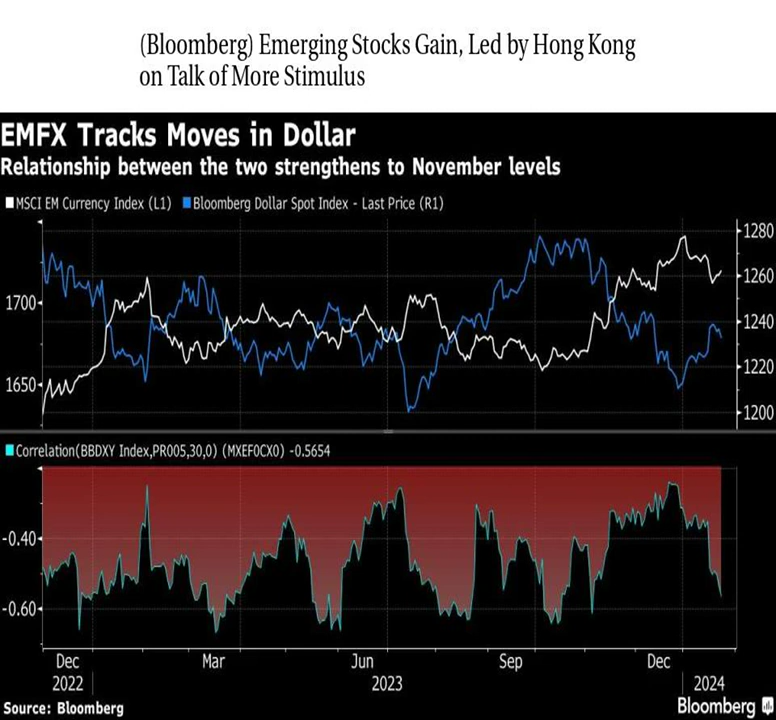 (Bloomberg) Emerging Stocks Gain, Led by Hong Kong
on Talk of More Stimulus
EMFX Tracks Moves in Dollar
Relationship between the two strengthens to November levels
MSCI EM Currency Index (L1) Bloomberg Dollar Spot Index - Last Price (R1)
1280
1260
1700
1240
1220
1650
1200
Correlation(BBDXY Index,PR005,30,0) (MXEF0CX0) -0.5654
-0.40
-0.60
Dec Mar Jun Sep Dec
2022 2023 2024
Source: Bloomberg Bloomberg